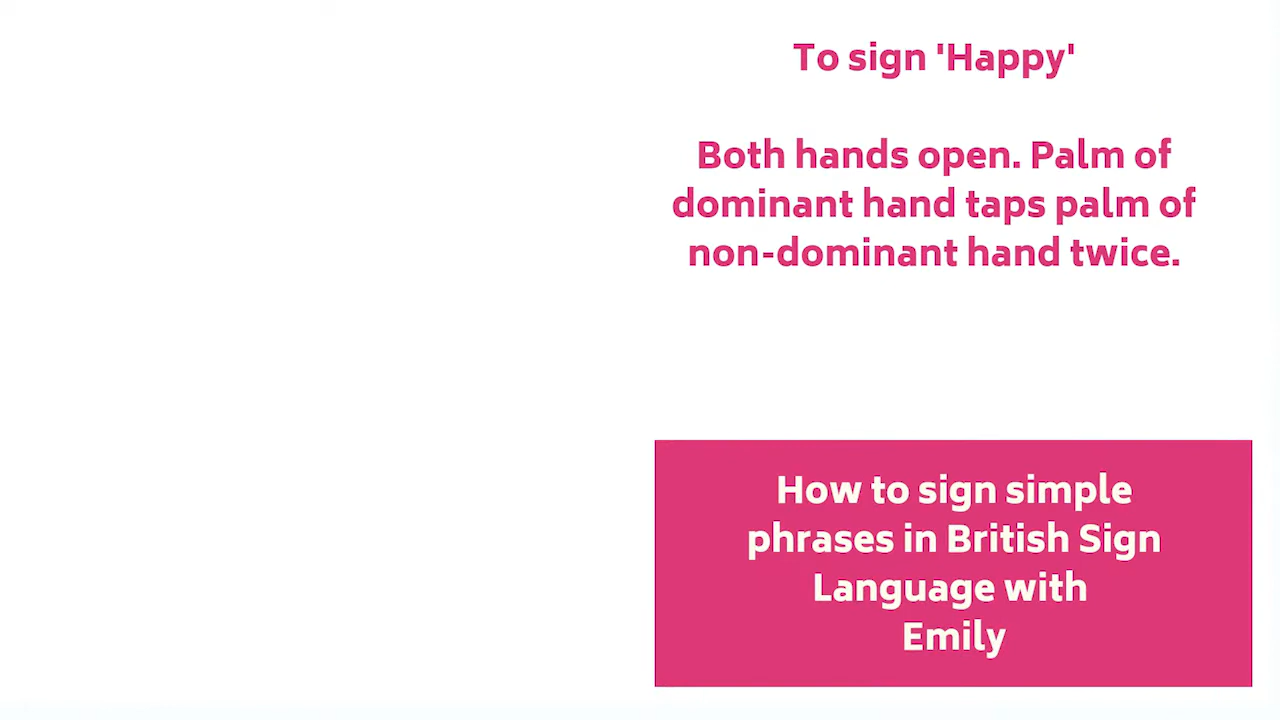 To sign 'Happy'
Both hands open. Palm of
dominant hand taps palm of
non-dominant hand twice.
How to sign simple
phrases in British Sign
Language with
Emily